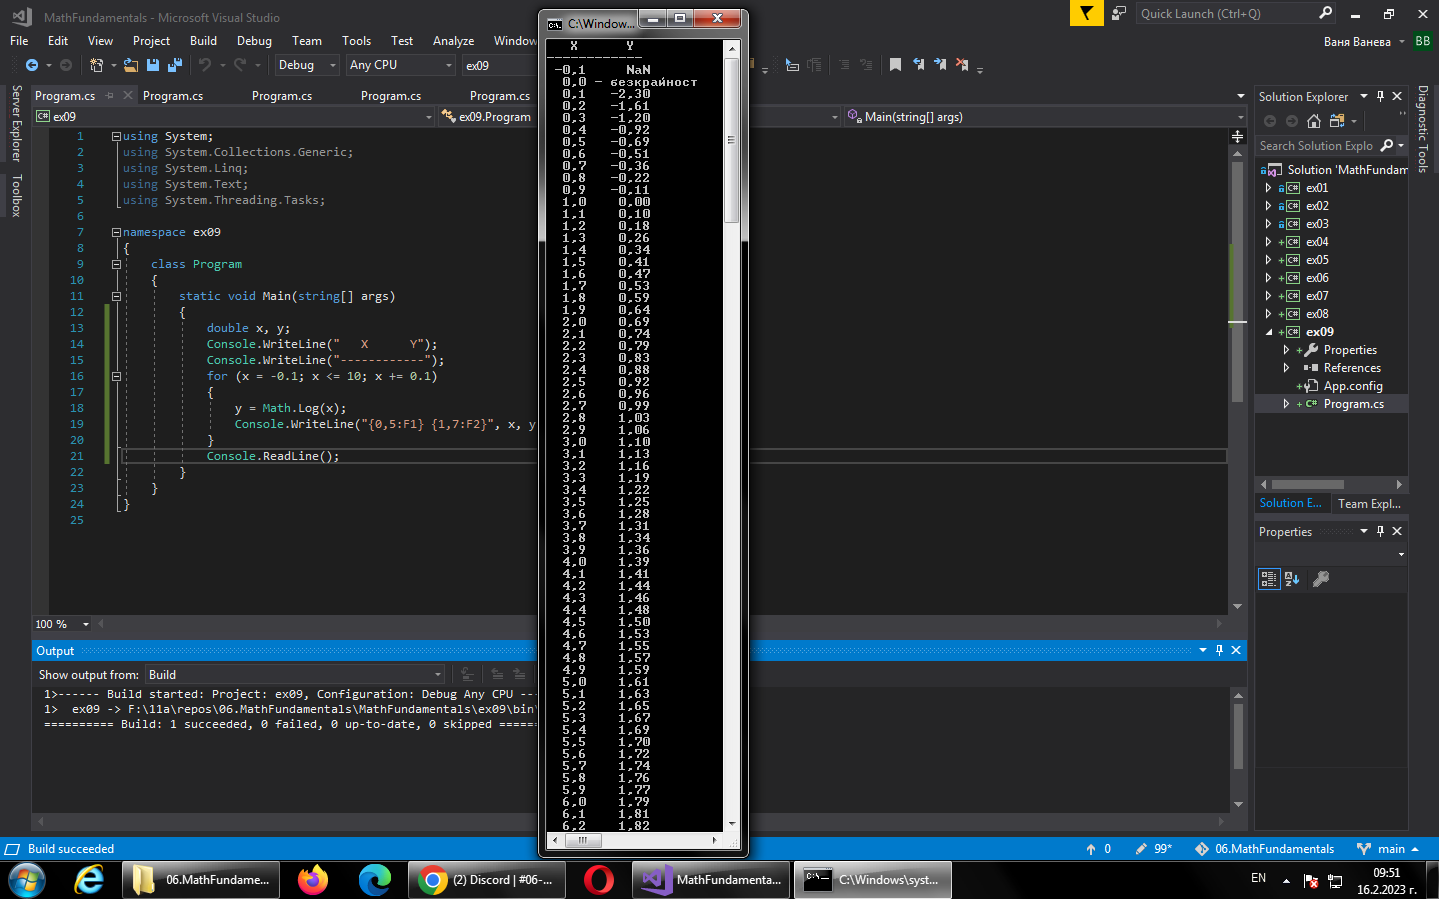 MathFundamentals - Microsoft Visual Studio
Quick Launch (Ctrl+Q)
File Edit View Project Build Debug Team Tools Test Analyze Window
Ваня Ванева BB
Debug Any CPU ex09
Server Explorer
Toolbox
Program.cs Program.cs Program.cs Program.cs Program.cs
ex09 ex09.Program Main(string[] args)
1 using System;
2 using System.Collections.Generic;
3 using System.Linq;
4 using System.Text;
5 using System.Threading.Tasks;
6
7 namespace ex09
8 {
9 class Program
10 {
11 static void Main(string[] args)
12 {
13 double x, y;
14 Console.WriteLine("   X      Y");
15 Console.WriteLine("------------");
16 for (x = -0.1; x <= 10; x += 0.1)
17 {
18 y = Math.Log(x);
19 Console.WriteLine("{0,5:F1} {1,7:F2}", x, y
20 }
21 Console.ReadLine();
22 }
23 }
24 }
25
100 %
Output
Show output from: Build
1>------ Build started: Project: ex09, Configuration: Debug Any CPU ---
1> ex09 -> F:\11a\repos\06.MathFundamentals\MathFundamentals\ex09\bin\
========== Build: 1 succeeded, 0 failed, 0 up-to-date, 0 skipped ======
C:\Window...
X Y
------------
-0,1 NaN
0,0 - безкрайност
0,1 -2,30
0,2 -1,61
0,3 -1,20
0,4 -0,92
0,5 -0,69
0,6 -0,51
0,7 -0,36
0,8 -0,22
0,9 -0,11
1,0 0,00
1,1 0,10
1,2 0,18
1,3 0,26
1,4 0,34
1,5 0,41
1,6 0,47
1,7 0,53
1,8 0,59
1,9 0,64
2,0 0,69
2,1 0,74
2,2 0,79
2,3 0,83
2,4 0,88
2,5 0,92
2,6 0,96
2,7 0,99
2,8 1,03
2,9 1,06
3,0 1,10
3,1 1,13
3,2 1,16
3,3 1,19
3,4 1,22
3,5 1,25
3,6 1,28
3,7 1,31
3,8 1,34
3,9 1,36
4,0 1,39
4,1 1,41
4,2 1,44
4,3 1,46
4,4 1,48
4,5 1,50
4,6 1,53
4,7 1,55
4,8 1,57
4,9 1,59
5,0 1,61
5,1 1,63
5,2 1,65
5,3 1,67
5,4 1,69
5,5 1,70
5,6 1,72
5,7 1,74
5,8 1,76
5,9 1,77
6,0 1,79
6,1 1,81
6,2 1,82
Solution Explorer
Search Solution Explo
Solution 'MathFundam
ex01
ex02
ex03
ex04
ex05
ex06
ex07
ex08
ex09
Properties
References
App.config
Program.cs
Solution E... Team Expl...
Properties
Diagnostic Tools
Build succeeded
0 99* 06.MathFundamentals main
06.MathFundame... (2) Discord | #06-... MathFundamenta... C:\Windows\syst...
EN
09:51
16.2.2023 г.